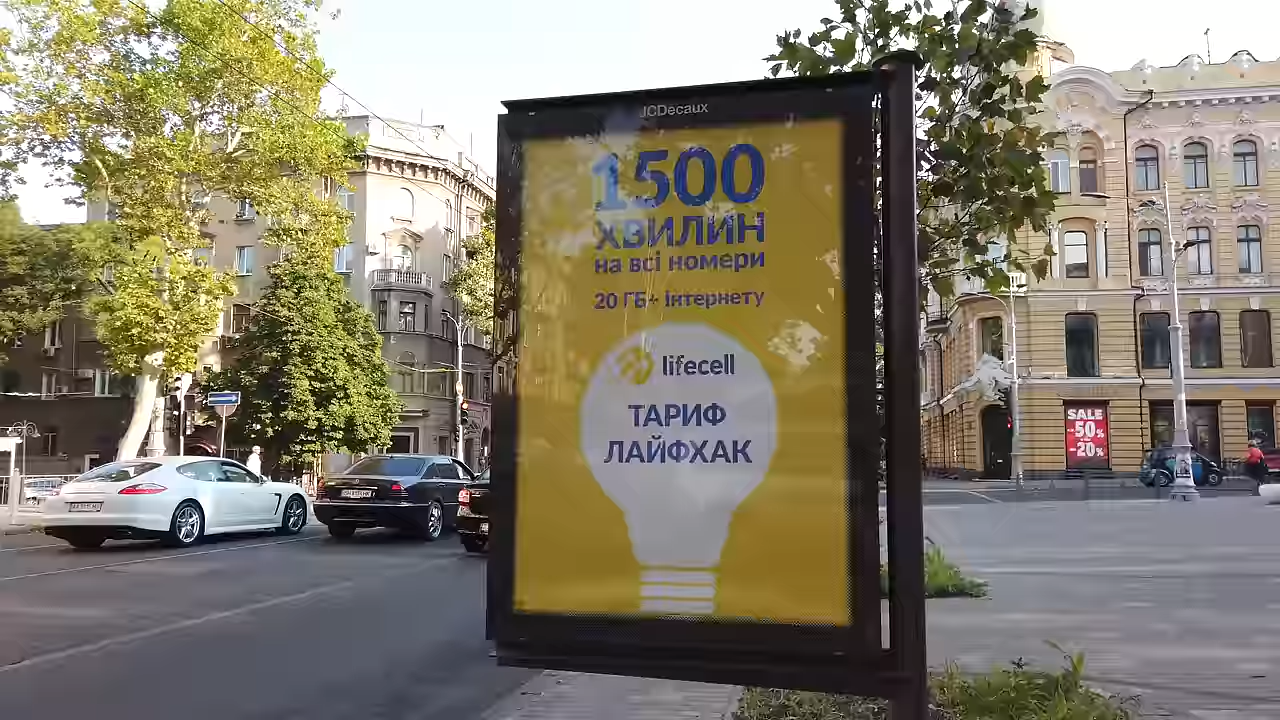 JCDecaux
1500
ХВИЛИН
на всі номери
20 ГБ+ інтернету
lifecell
ТАРИФ
ЛАЙФХАК
SALE
50%
-20%